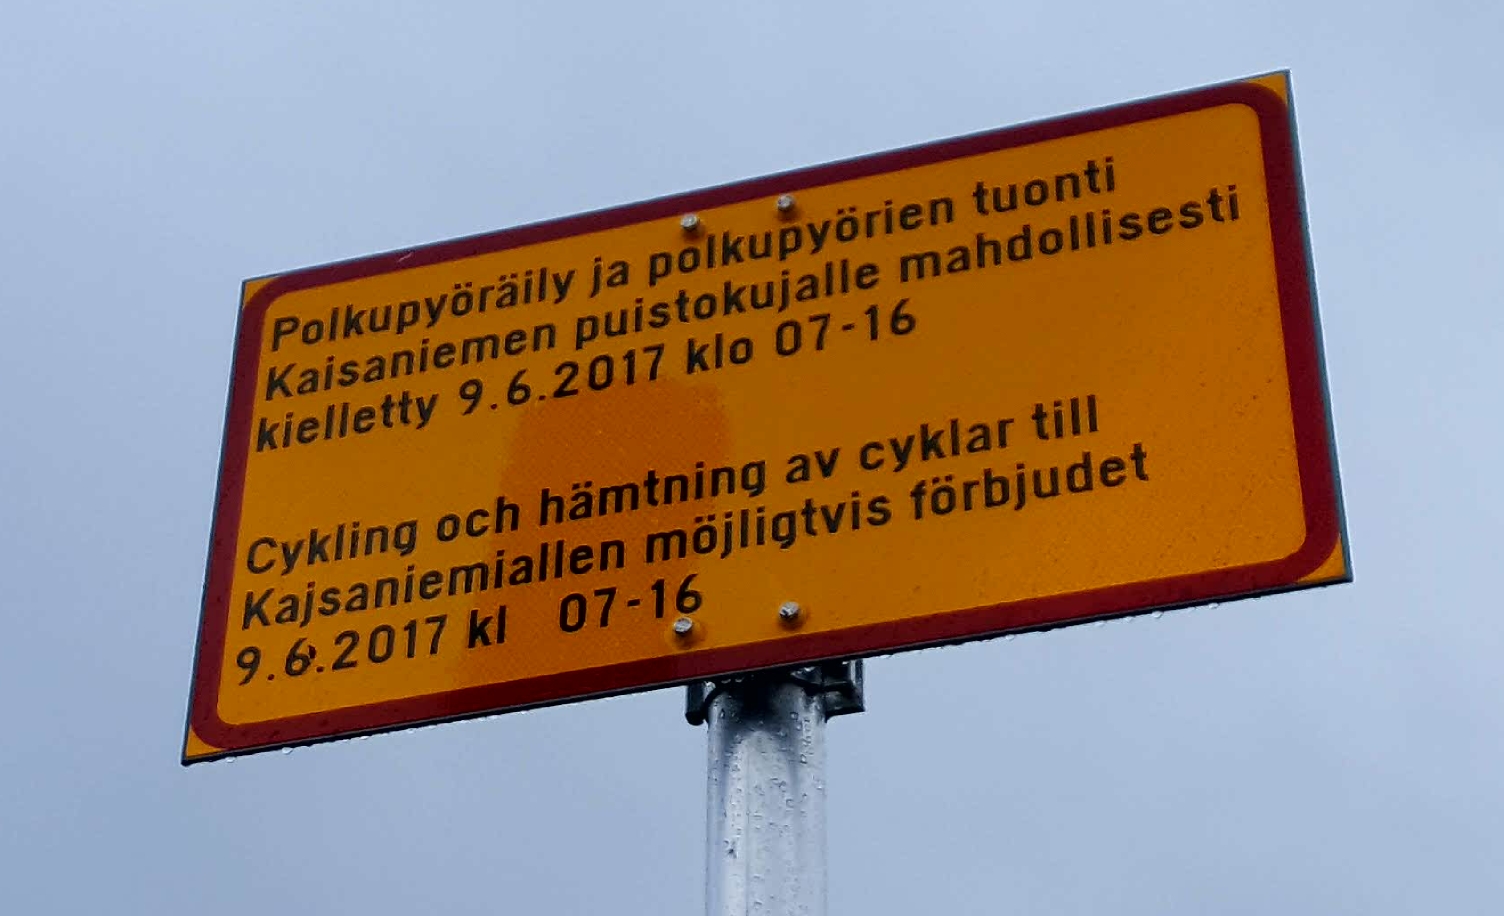 Polkupyöräily ja polkupyörien tuonti
Kaisaniemen puistokujalle mahdollisesti
kielletty 9.6.2017 klo 07-16
Cykling och hämtning av cyklar till
Kajsaniemiallen möjligtvis förbjudet
9.6.2017 kl 07-16